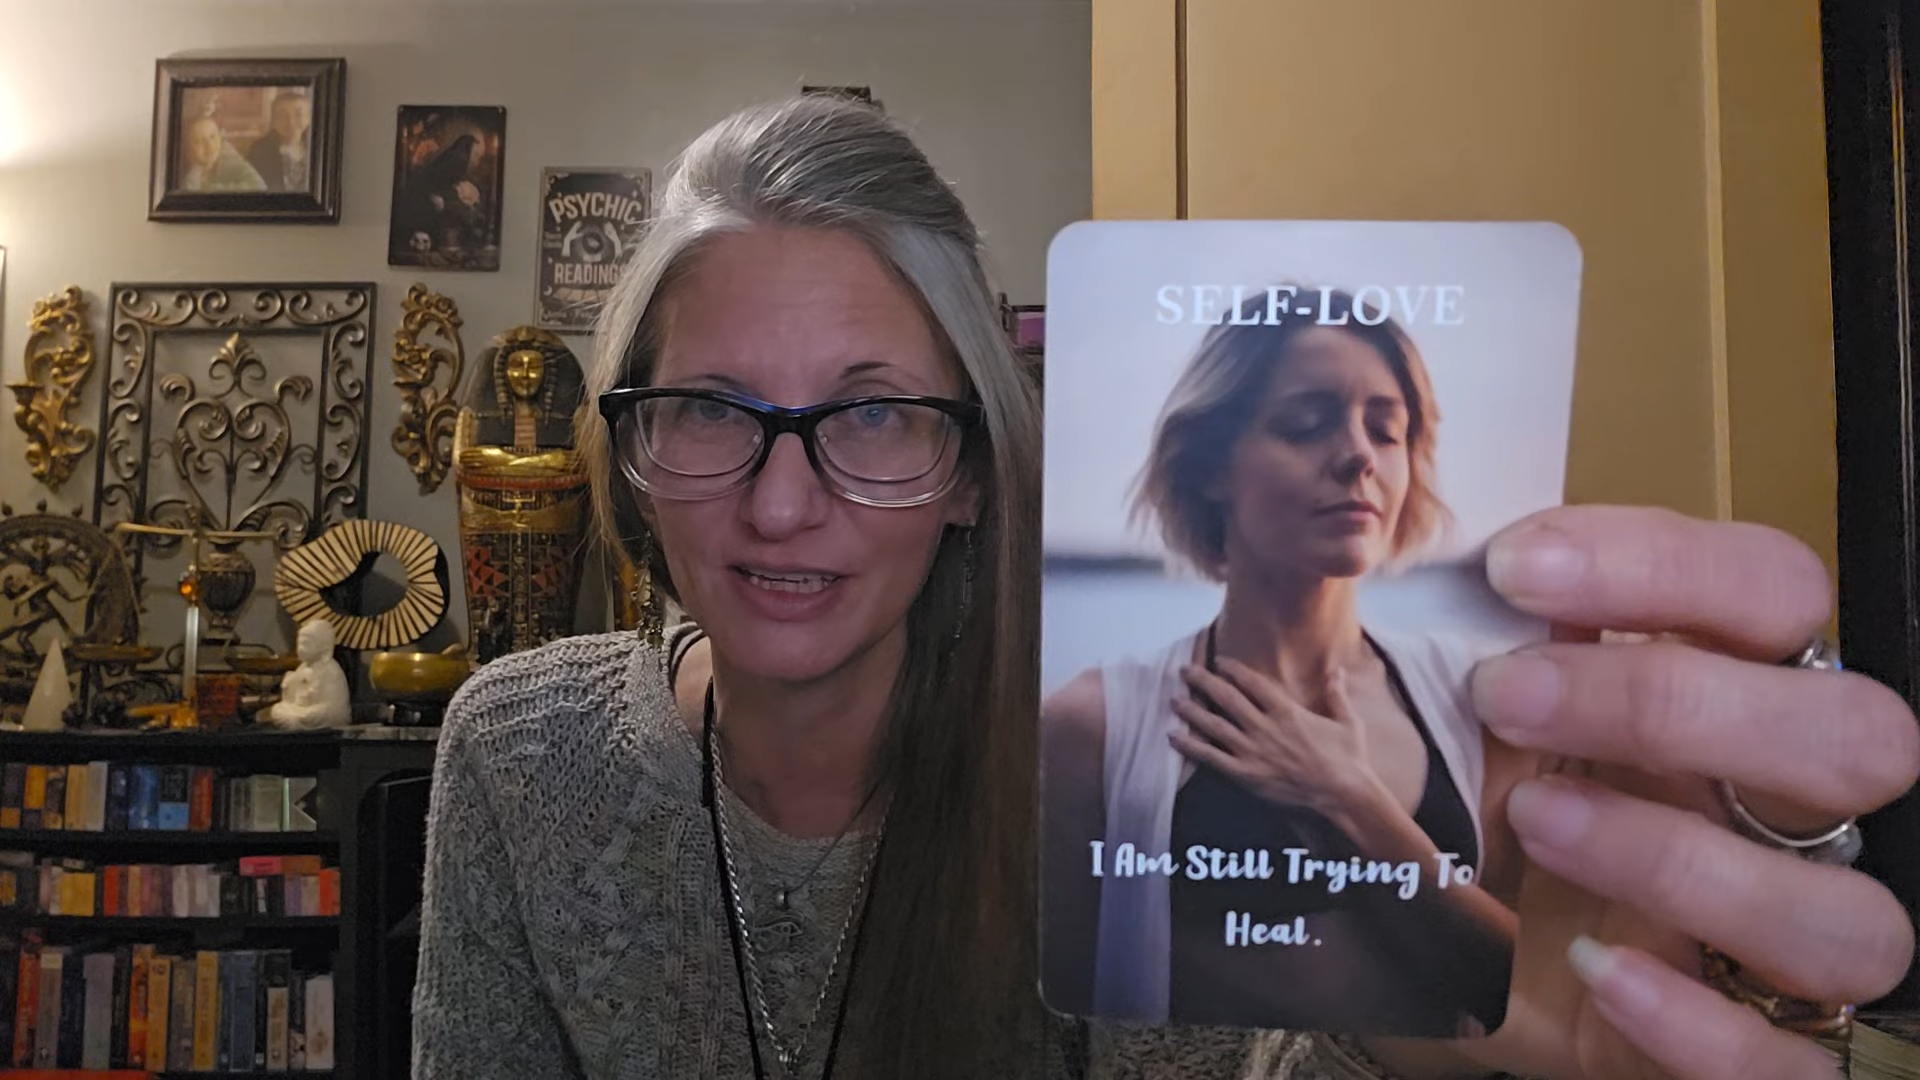 PSYCHIC
READINGS
SELF-LOVE
I Am Still Trying To
Heal.